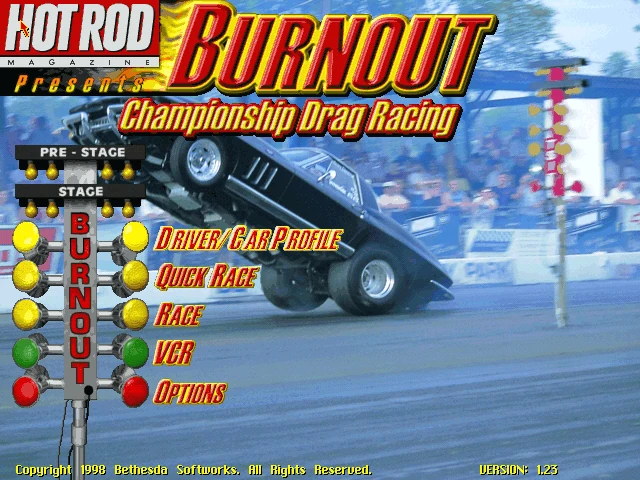 HOT ROD
MAGAZINE
Presents
BURNOUT
Championship Drag Racing
PRE - STAGE
STAGE
BURNOUT
DRIVER/CAR PROFILE
QUICK RACE
RACE
VCR
OPTIONS
Copyright 1998 Bethesda Softworks. All Rights Reserved.
VERSION: 1.23